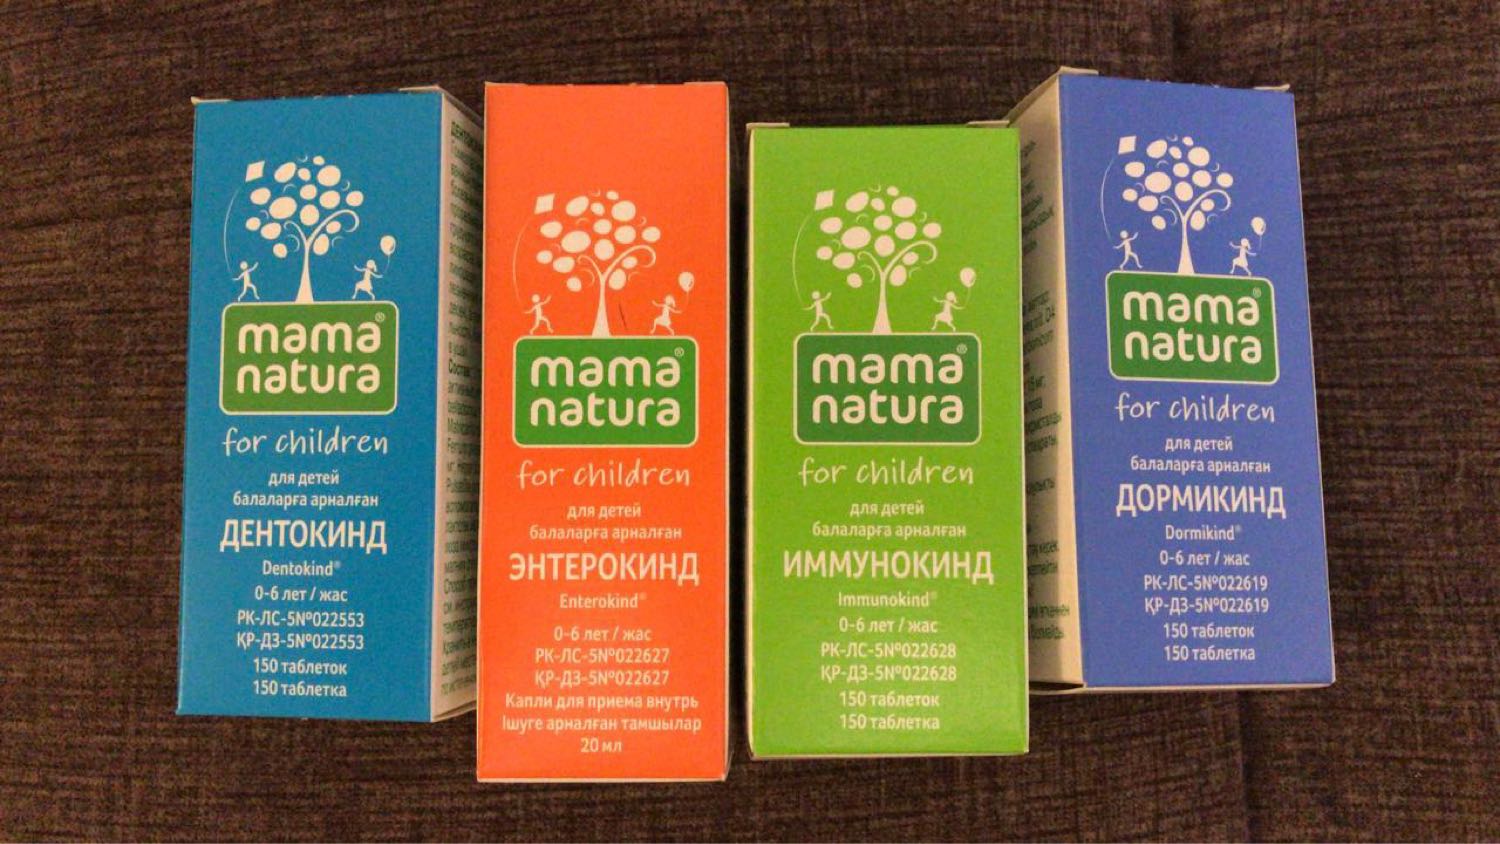 mama®
natura
for children
для детей
балаларға арналған
ДЕНТОКИНД
Dentokind®
0-6 лет / жас
РК-ЛС-5№022553
ҚР-ДЗ-5№022553
150 таблеток
150 таблетка
mama®
natura
for children
для детей
балаларға арналған
ЭНТЕРОКИНД
Enterokind®
0-6 лет / жас
РК-ЛС-5№022627
ҚР-ДЗ-5№022627
Капли для приема внутрь
Ішуге арналған тамшылар
20 мл
mama®
natura
for children
для детей
балаларға арналған
ИММУНОКИНД
Immunokind®
0-6 лет / жас
РК-ЛС-5№022628
ҚР-ДЗ-5№022628
150 таблеток
150 таблетка
mama®
natura
for children
для детей
балаларға арналған
ДОРМИКИНД
Dormikind®
0-6 лет / жас
РК-ЛС-5№022619
ҚР-ДЗ-5№022619
150 таблеток
150 таблетка